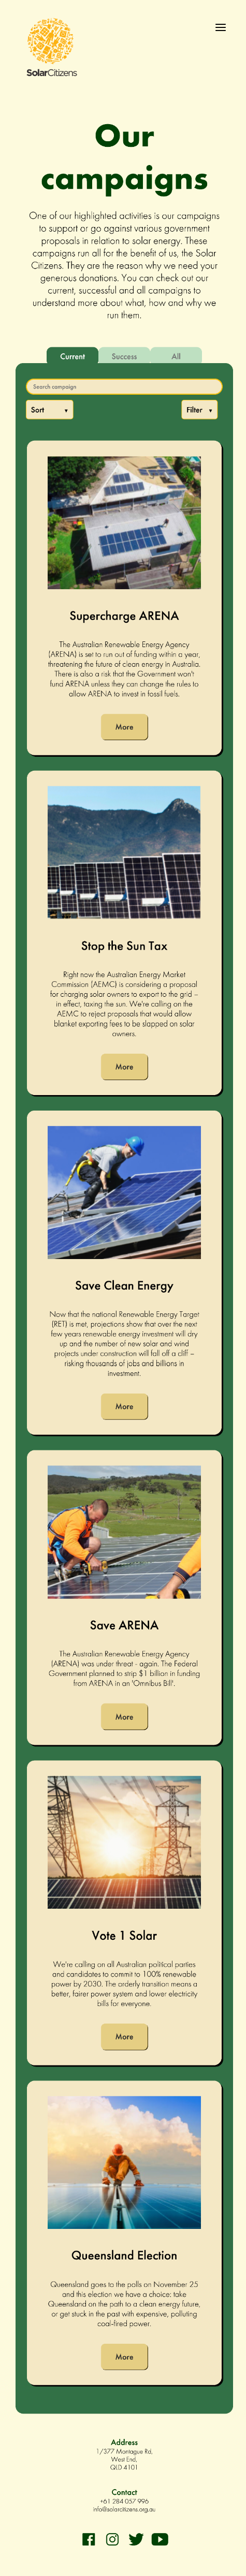 SolarCitizens
Our
campaigns
One of our highlighted activities is our campaigns
to support or go against various government
proposals in relation to solar energy. These
campaigns run all for the benefit of us, the Solar
Citizens. They are the reason why we need your
generous donations. You can check out our
current, successful and all campaigns to
understand more about what, how and why we
run them.
Current Success All
Search campaign
Sort ▼ Filter ▼
Supercharge ARENA
The Australian Renewable Energy Agency
(ARENA) is set to run out of funding within a year,
threatening the future of clean energy in Australia.
There is also a risk that the Government won't
fund ARENA unless they can change the rules to
allow ARENA to invest in fossil fuels.
More
Stop the Sun Tax
Right now the Australian Energy Market
Commission (AEMC) is considering a proposal
for charging solar owners to export to the grid –
in effect, taxing the sun. We're calling on the
AEMC to reject proposals that would allow
blanket exporting fees to be slapped on solar
owners.
More
Save Clean Energy
Now that the national Renewable Energy Target
(RET) is met, projections show that over the next
few years renewable energy investment will dry
up and the number of new solar and wind
projects under construction will fall off a cliff –
risking thousands of jobs and billions in
investment.
More
Save ARENA
The Australian Renewable Energy Agency
(ARENA) was under threat - again. The Federal
Government planned to strip $1 billion in funding
from ARENA in an 'Omnibus Bill'.
More
Vote 1 Solar
We're calling on all Australian political parties
and candidates to commit to 100% renewable
power by 2030. The orderly transition means a
better, fairer power system and lower electricity
bills for everyone.
More
Queensland Election
Queensland goes to the polls on November 25
and this election we have a choice: take
Queensland on the path to a clean energy future,
or get stuck in the past with expensive, polluting
coal-fired power.
More
Address
1/377 Montague Rd,
West End,
QLD 4101
Contact
+61 284 057 996
info@solarcitizens.org.au